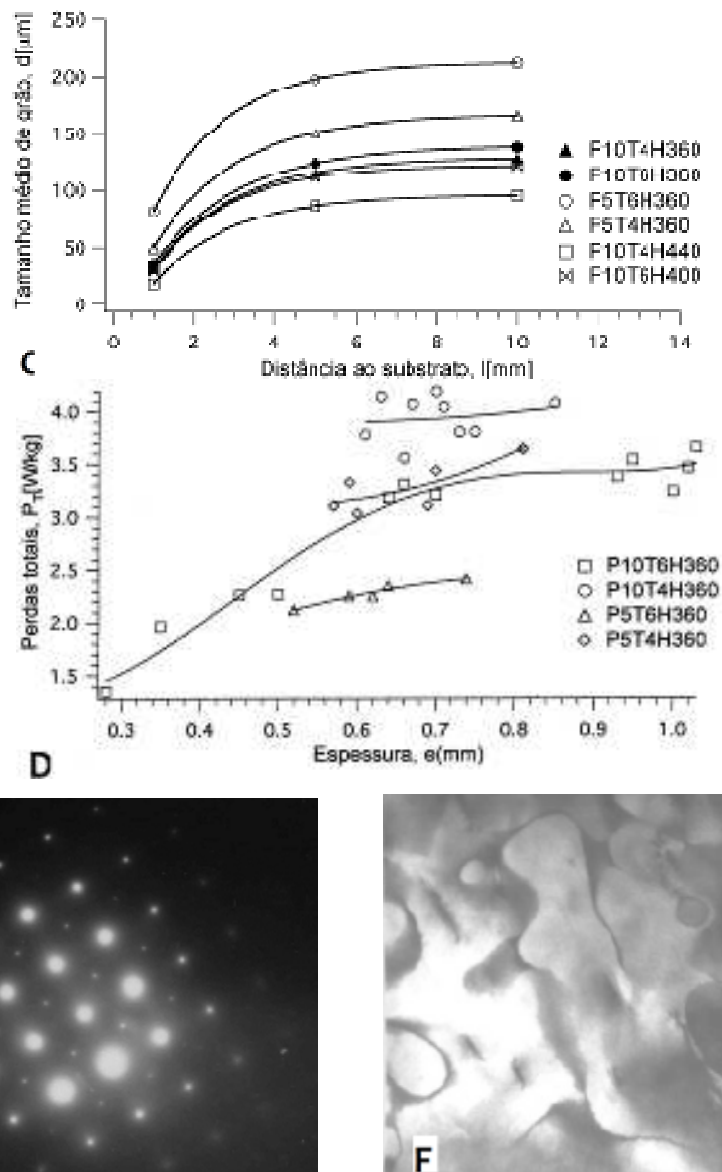 250
200
150
100
50
0
Tamanho médio de grão, d[µm]
F10T4H360
F10T6H360
F5T6H360
F5T4H360
F10T4H440
F10T6H400
0 2 4 6 8 10 12 14
Distância ao substrato, l[mm]
C
4.0
3.5
3.0
2.5
2.0
1.5
Perdas totais, P_T[W/kg]
P10T6H360
P10T4H360
P5T6H360
P5T4H360
0.3 0.4 0.5 0.6 0.7 0.8 0.9 1.0
Espessura, e(mm)
D
F